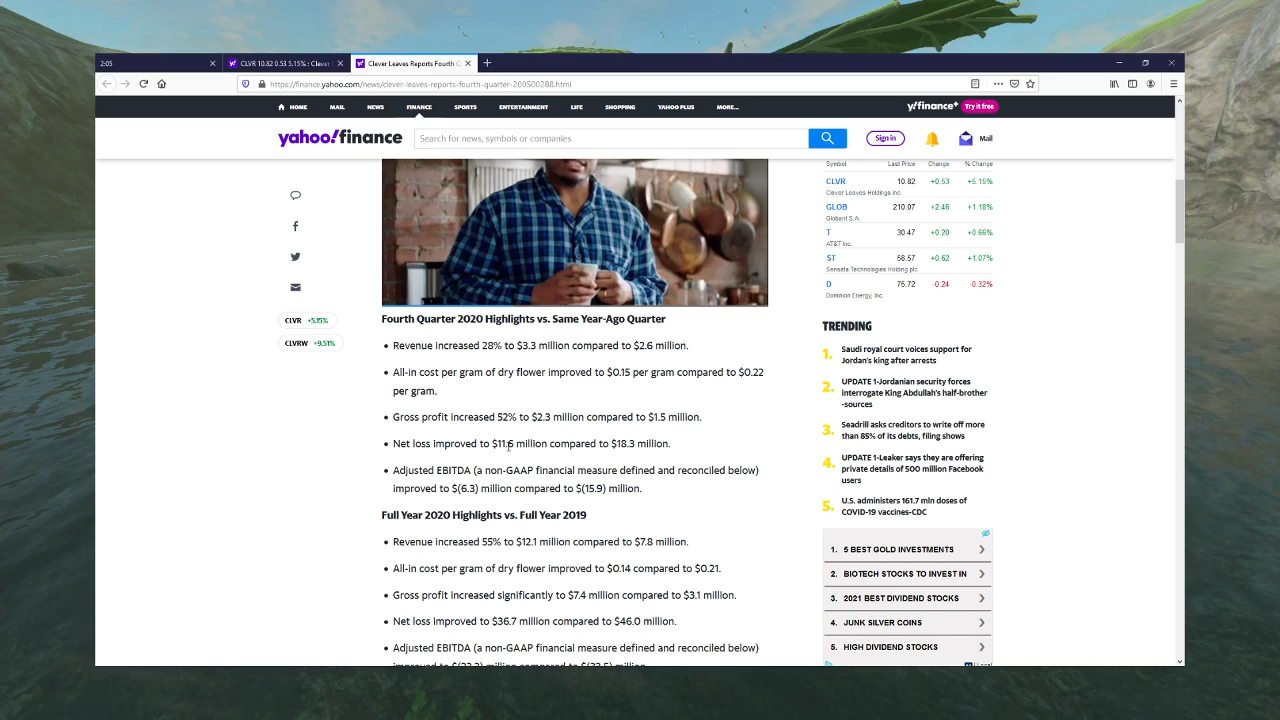 2:05
CLVR 10.82 0.53 5.15% : Clever
Clever Leaves Reports Fourth
https://finance.yahoo.com/news/clever-leaves-reports-fourth-quarter-200500288.html
HOME MAIL NEWS FINANCE SPORTS ENTERTAINMENT LIFE SHOPPING YAHOO PLUS MORE...
y!finance+ Try it free
yahoo!finance
Search for news, symbols or companies
Sign in
Mail
CLVR +5.15%
CLVRW +9.51%
Fourth Quarter 2020 Highlights vs. Same Year-Ago Quarter
• Revenue increased 28% to $3.3 million compared to $2.6 million.
• All-in cost per gram of dry flower improved to $0.15 per gram compared to $0.22
per gram.
• Gross profit increased 52% to $2.3 million compared to $1.5 million.
• Net loss improved to $11.6 million compared to $18.3 million.
• Adjusted EBITDA (a non-GAAP financial measure defined and reconciled below)
improved to $(6.3) million compared to $(15.9) million.
Full Year 2020 Highlights vs. Full Year 2019
• Revenue increased 55% to $12.1 million compared to $7.8 million.
• All-in cost per gram of dry flower improved to $0.14 compared to $0.21.
• Gross profit increased significantly to $7.4 million compared to $3.1 million.
• Net loss improved to $36.7 million compared to $46.0 million.
• Adjusted EBITDA (a non-GAAP financial measure defined and reconciled below)
Symbol Last Price Change % Change
CLVR 10.82 +0.53 +5.15%
Clever Leaves Holdings Inc.
GLOB 210.07 +2.46 +1.18%
Globant S.A.
T 30.47 +0.20 +0.66%
AT&T Inc.
ST 58.57 +0.62 +1.07%
Sensata Technologies Holding plc
D 75.72 -0.24 -0.32%
Dominion Energy, Inc.
TRENDING
1. Saudi royal court voices support for
Jordan's king after arrests
2. UPDATE 1-Jordanian security forces
interrogate King Abdullah's half-brother
-sources
3. Seadrill asks creditors to write off more
than 85% of its debts, filing shows
4. UPDATE 1-Leaker says they are offering
private details of 500 million Facebook
users
5. U.S. administers 161.7 mln doses of
COVID-19 vaccines-CDC
1. 5 BEST GOLD INVESTMENTS
2. BIOTECH STOCKS TO INVEST IN
3. 2021 BEST DIVIDEND STOCKS
4. JUNK SILVER COINS
5. HIGH DIVIDEND STOCKS